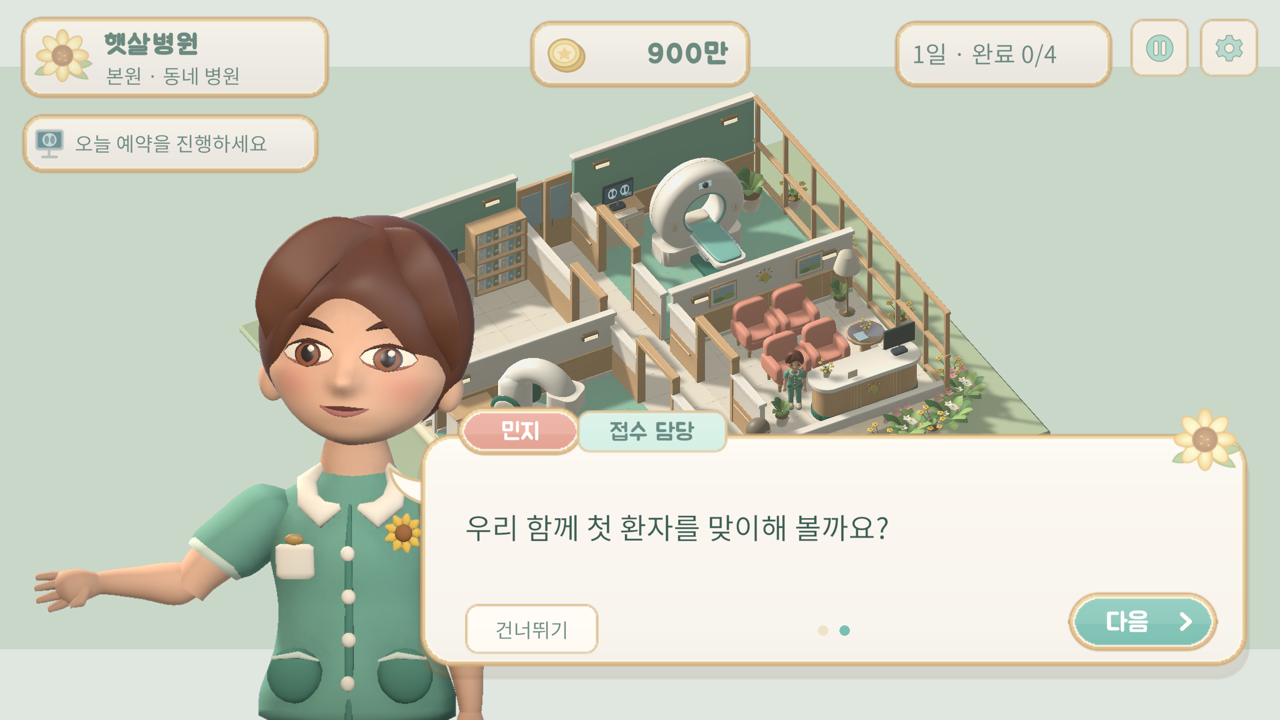 햇살병원
본원 · 동네 병원
900만
1일 · 완료 0/4
오늘 예약을 진행하세요
민지
접수 담당
우리 함께 첫 환자를 맞이해 볼까요?
건너뛰기
다음